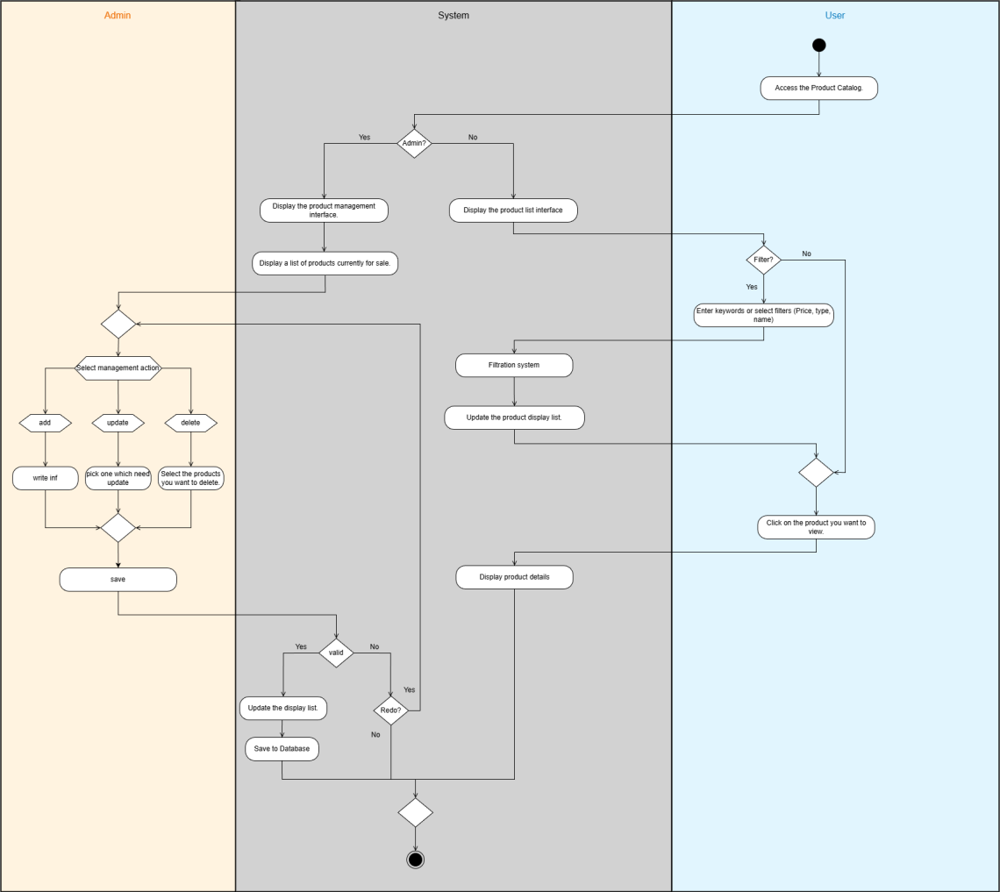 Admin
System
User
Access the Product Catalog.
Yes
Admin?
No
Display the product management
interface.
Display the product list interface
Display a list of products currently for sale.
Filter?
No
Yes
Enter keywords or select filters (Price, type,
name)
Select management action
Filtration system
add
update
delete
Update the product display list.
write inf
pick one which need
update
Select the products
you want to delete.
Click on the product you want to
view.
save
Display product details
Yes
valid
No
Yes
Update the display list.
Redo?
No
Save to Database